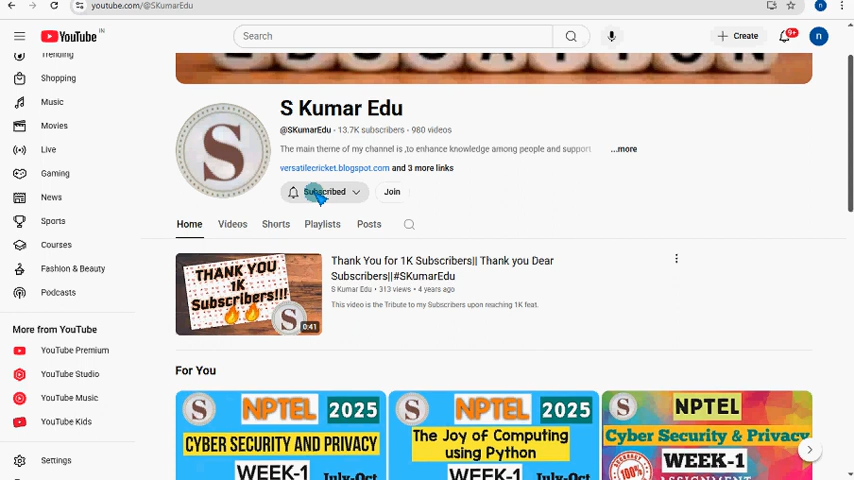 youtube.com/@SKumarEdu
YouTube IN
Search
Create
9+
n
n
Trending
Shopping
Music
Movies
Live
Gaming
News
Sports
Courses
Fashion & Beauty
Podcasts
More from YouTube
YouTube Premium
YouTube Studio
YouTube Music
YouTube Kids
Settings
EDUCATION
S
S Kumar Edu
@SKumarEdu · 13.7K subscribers · 980 videos
The main theme of my channel is ,to enhance knowledge among people and support ...more
versatilecricket.blogspot.com and 3 more links
Subscribed
Join
Home Videos Shorts Playlists Posts
THANK YOU
1K
Subscribers!!!
S
0:41
Thank You for 1K Subscribers|| Thank you Dear
Subscribers||#SKumarEdu
S Kumar Edu · 313 views · 4 years ago
This video is the Tribute to my Subscribers upon reaching 1K feat.
For You
S NPTEL 2025
CYBER SECURITY AND PRIVACY
WEEK-1 July-Oct
S NPTEL 2025
The Joy of Computing
using Python
WEEK-1 July-Oct
S NPTEL
Cyber Security & Privacy
WEEK-1
ASSIGNMENT
ACCURATE
100%